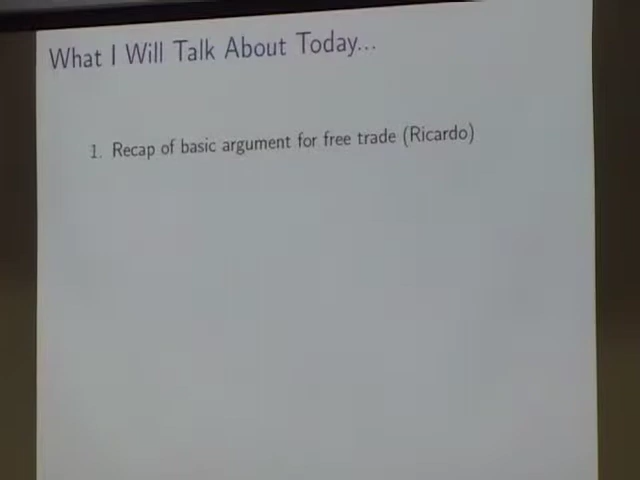 What I Will Talk About Today...
1. Recap of basic argument for free trade (Ricardo)